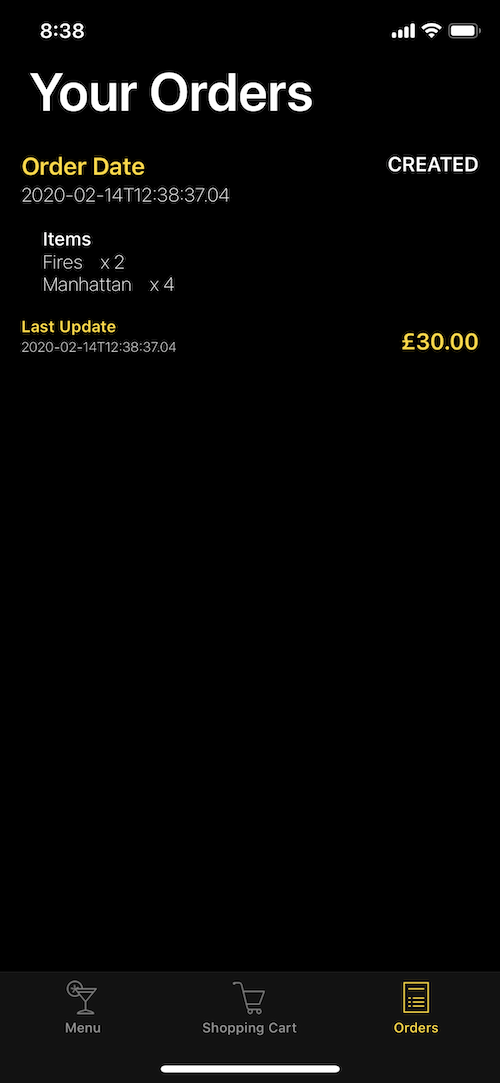 8:38
Your Orders
Order Date
CREATED
2020-02-14T12:38:37.04
Items
Fires x 2
Manhattan x 4
Last Update
2020-02-14T12:38:37.04
£30.00
Menu
Shopping Cart
Orders